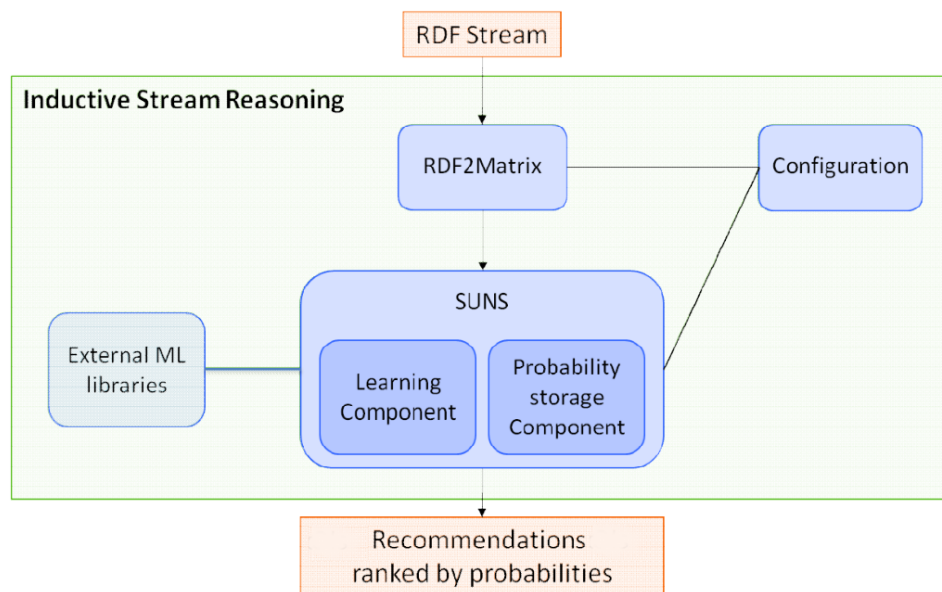 RDF Stream
Inductive Stream Reasoning
RDF2Matrix
Configuration
SUNS
External ML
libraries
Learning
Component
Probability
storage
Component
Recommendations
ranked by probabilities